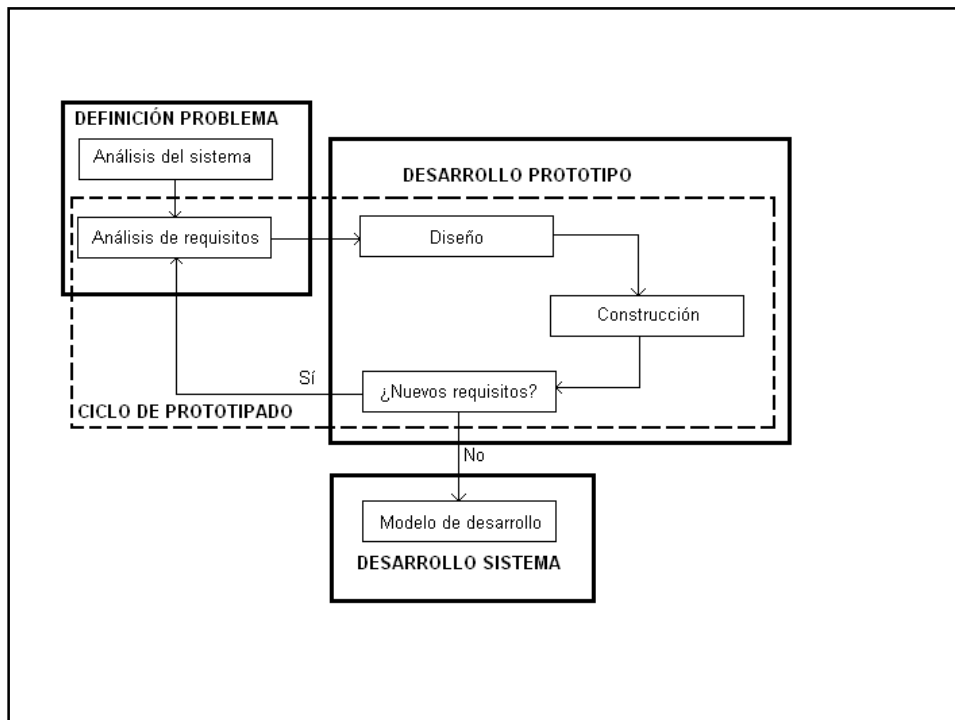 DEFINICIÓN PROBLEMA
Análisis del sistema
Análisis de requisitos
DESARROLLO PROTOTIPO
Diseño
Construcción
¿Nuevos requisitos?
Sí
CICLO DE PROTOTIPADO
No
Modelo de desarrollo
DESARROLLO SISTEMA